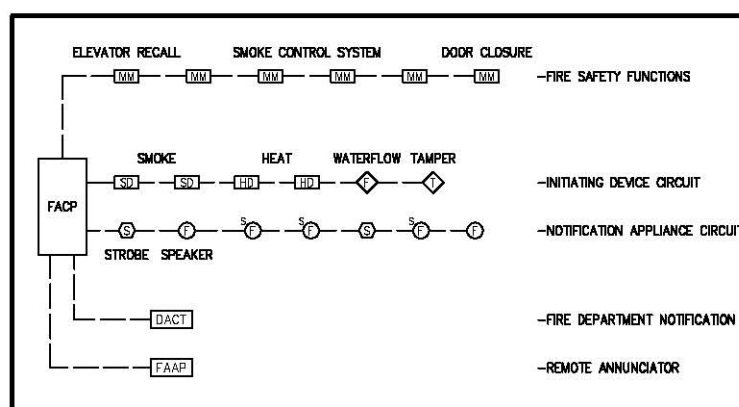 ELEVATOR RECALL SMOKE CONTROL SYSTEM DOOR CLOSURE
MM MM MM MM MM MM -FIRE SAFETY FUNCTIONS
SMOKE HEAT WATERFLOW TAMPER
SD SD HD HD F T -INITIATING DEVICE CIRCUIT
FACP
S F S F S F S S F F -NOTIFICATION APPLIANCE CIRCUIT
STROBE SPEAKER
DACT -FIRE DEPARTMENT NOTIFICATION
FAAP -REMOTE ANNUNCIATOR